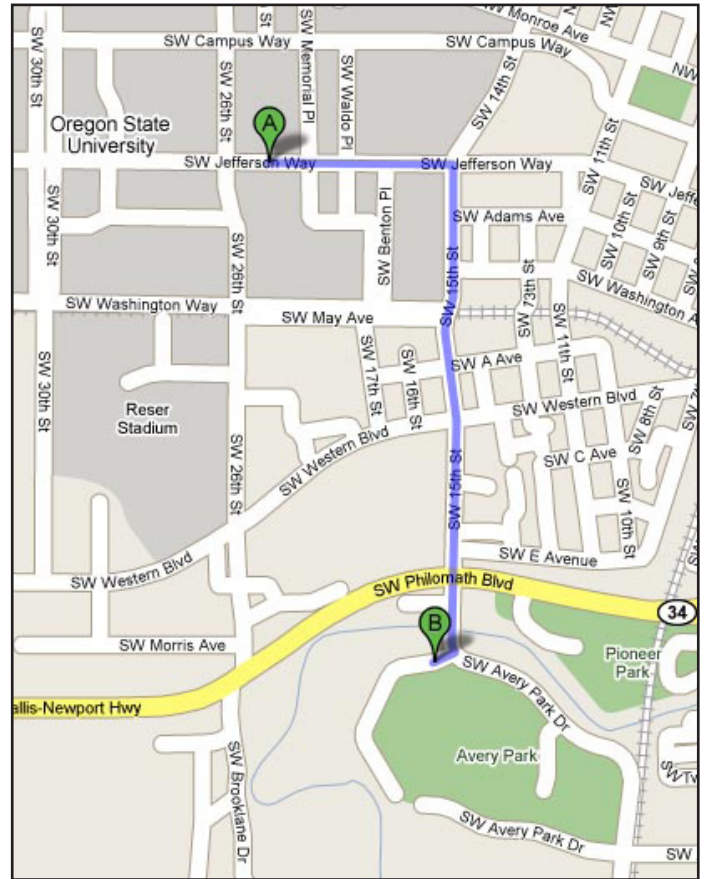 SW Monroe Ave
SW 30th St
SW Campus Way
SW Campus Way
NW
SW 26th St
SW Memorial Pl
SW Waldo Pl
SW 14th St
SW 11th St
A
Oregon State
University
SW Jefferson Way
SW Jefferson Way
SW Jeffe
SW 30th St
SW Benton Pl
SW Adams Ave
SW 10th St
SW 9th St
SW 26th St
SW 15th St
SW Washington Way
SW May Ave
SW 13th St
SW Washington A
SW 11th St
SW 30th St
SW 17th St
SW 16th St
SW A Ave
Reser
Stadium
SW Western Blvd
SW Western Blvd
SW 8th St
SW 7
SW 26th St
SW 15th St
SW C Ave
SW 10th St
SW E Avenue
SW Western Blvd
SW Philomath Blvd
34
B
SW Morris Ave
SW Avery Park Dr
Pioneer
Park
allis-Newport Hwy
SW Brooklane Dr
Avery Park
SW Tw
SW Avery Park Dr
SW